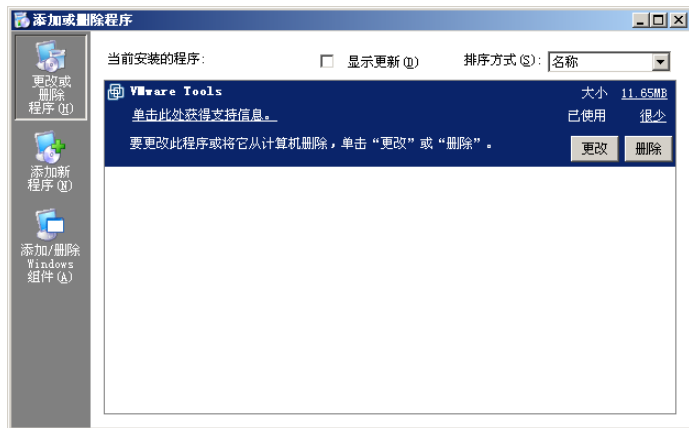 添加或删除程序
更改或
删除
程序(H)
添加新
程序(N)
添加/删除
Windows
组件(A)
当前安装的程序:
显示更新(D)
排序方式(S):
名称
VMware Tools
大小
11.65MB
单击此处获得支持信息。
已使用
很少
要更改此程序或将它从计算机删除,单击“更改”或“删除”。
更改
删除